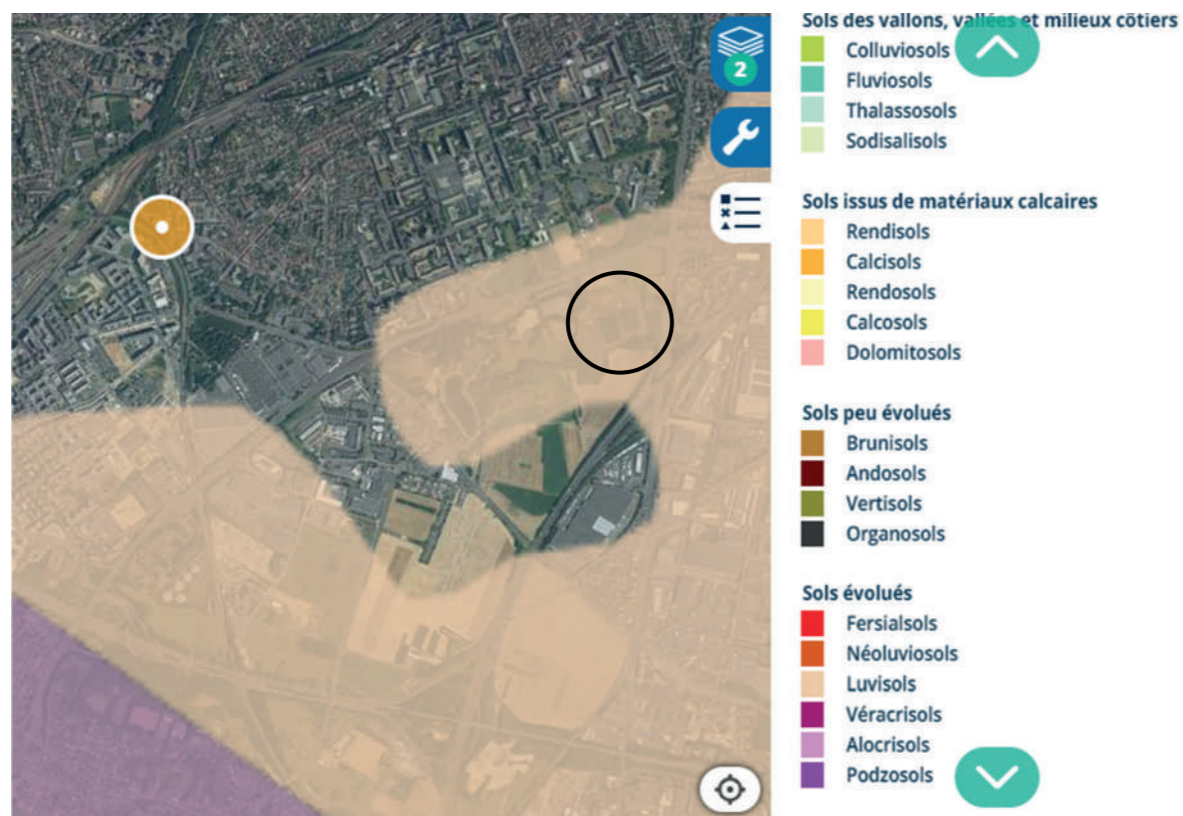 2
Sols des vallons, vallées et milieux côtiers
Colluviosols
Fluviosols
Thalassosols
Sodisalisols
Sols issus de matériaux calcaires
Rendisols
Calcisols
Rendosols
Calcosols
Dolomitosols
Sols peu évolués
Brunisols
Andosols
Vertisols
Organosols
Sols évolués
Fersialsols
Néoluviosols
Luvisols
Véracrisols
Alocrisols
Podzosols